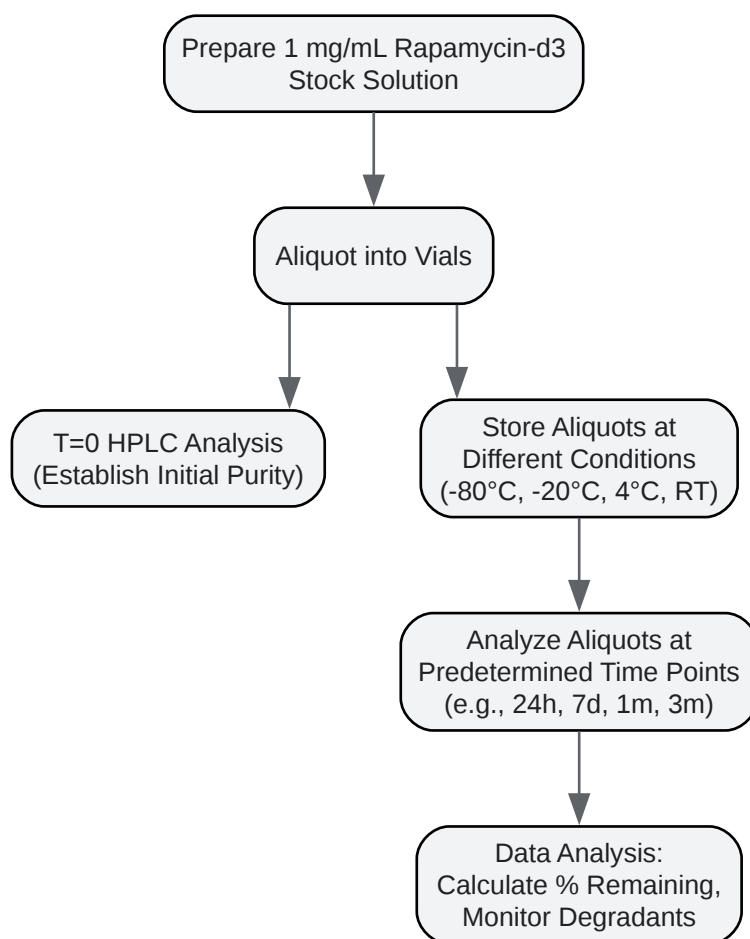 Prepare 1 mg/mL Rapamycin-d3
Stock Solution
Aliquot into Vials
T=0 HPLC Analysis
(Establish Initial Purity)
Store Aliquots at
Different Conditions
(-80°C, -20°C, 4°C, RT)
Analyze Aliquots at
Predetermined Time Points
(e.g., 24h, 7d, 1m, 3m)
Data Analysis:
Calculate % Remaining,
Monitor Degradants